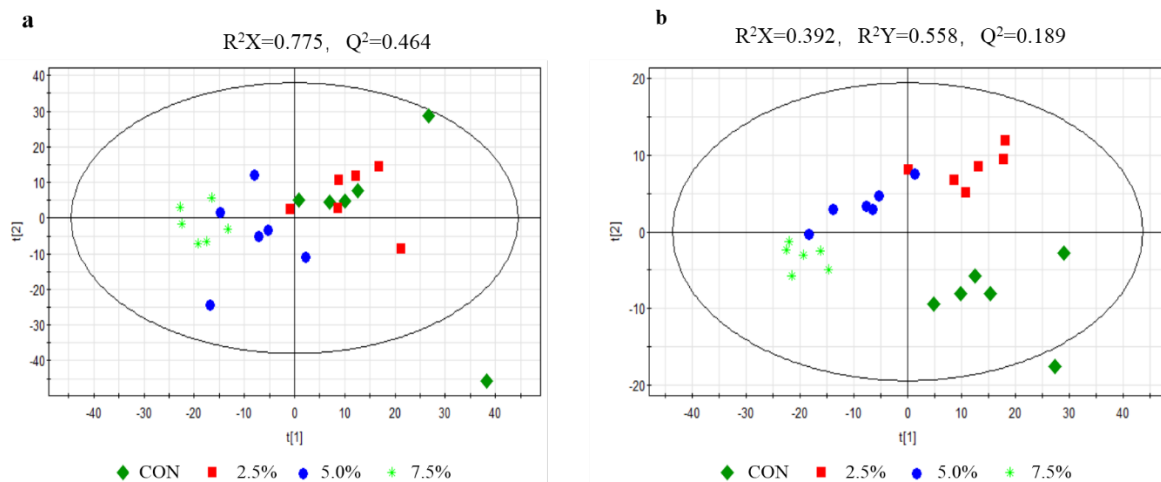 a
R²X=0.775, Q²=0.464
40
30
20
10
0
-10
-20
-30
-40
t[2]
-40 -30 -20 -10 0 10 20 30 40
t[1]
CON 2.5% 5.0% 7.5%
b
R²X=0.392, R²Y=0.558, Q²=0.189
20
10
0
-10
-20
t[2]
-40 -30 -20 -10 0 10 20 30 40
t[1]
CON 2.5% 5.0% 7.5%